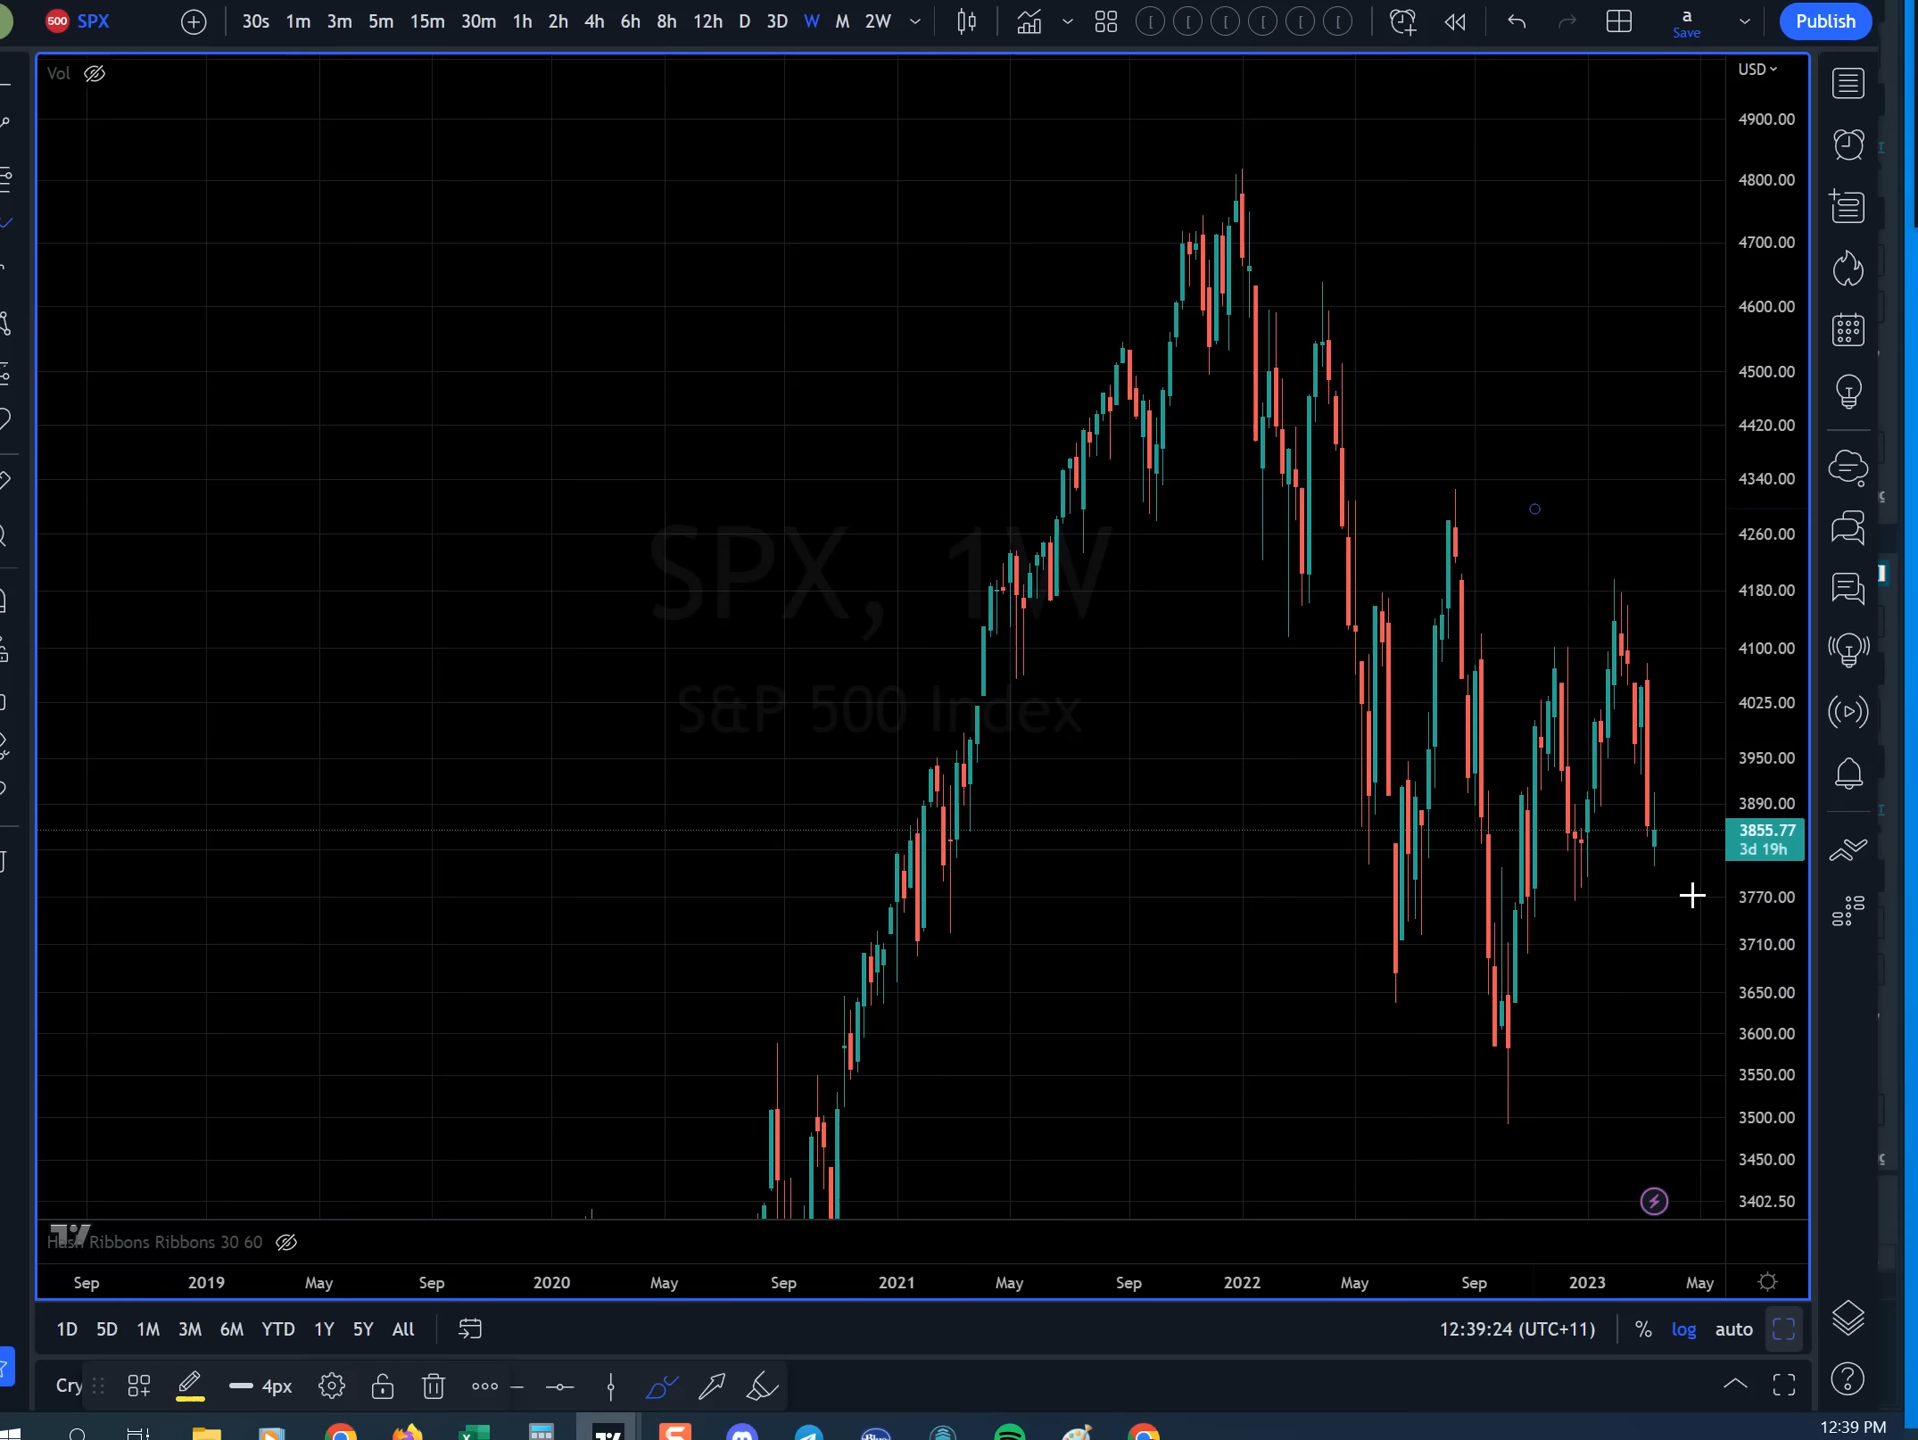 500 SPX 30s 1m 3m 5m 15m 30m 1h 2h 4h 6h 8h 12h D 3D W M 2W a Save Publish
Vol
USD
4900.00
4800.00
4700.00
4600.00
4500.00
4420.00
4340.00
4260.00
4180.00
4100.00
4025.00
3950.00
3890.00
3855.77
3d 19h
3770.00
3710.00
3650.00
3600.00
3550.00
3500.00
3450.00
3402.50
SPX, 1W
S&P 500 Index
Hash Ribbons Ribbons 30 60
Sep 2019 May Sep 2020 May Sep 2021 May Sep 2022 May Sep 2023 May
1D 5D 1M 3M 6M YTD 1Y 5Y All 12:39:24 (UTC+11) % log auto
Cry 4px
12:39 PM